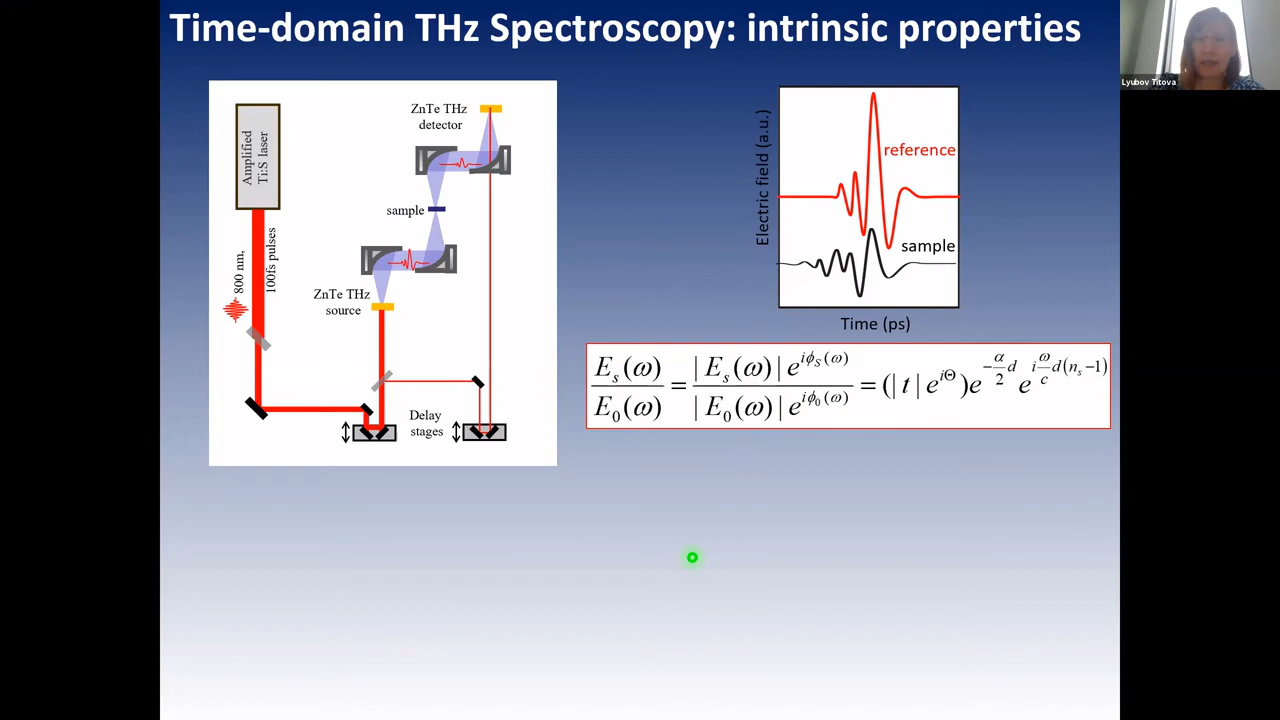 Time-domain THz Spectroscopy: intrinsic properties
Lyubov Titova
Amplified
Ti:S laser
800 nm,
100fs pulses
ZnTe THz
detector
sample
ZnTe THz
source
Delay
stages
Electric field (a.u.)
reference
sample
Time (ps)
E_s(ω)/E_0(ω) = |E_s(ω)|e^{iϕ_S(ω)}/|E_0(ω)|e^{iϕ_0(ω)} = (|t|e^{iΘ})e^{-\frac{α}{2}d}e^{i\frac{ω}{c}d(n_s-1)}